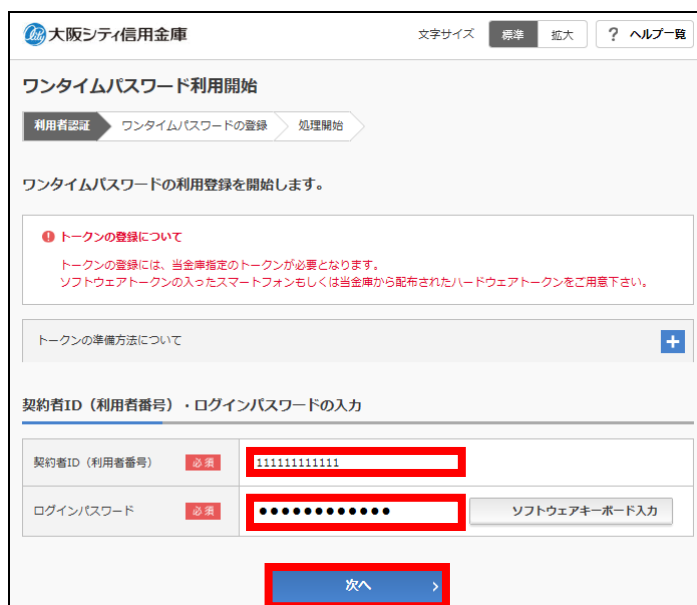 City 大阪シティ信用金庫 文字サイズ 標準 拡大 ? ヘルプ一覧
ワンタイムパスワード利用開始
利用者認証 ワンタイムパスワードの登録 処理開始
ワンタイムパスワードの利用登録を開始します。
トークンの登録について
トークンの登録には、当金庫指定のトークンが必要となります。
ソフトウェアトークンの入ったスマートフォンもしくは当金庫から配布されたハードウェアトークンをご用意下さい。
トークンの準備方法について
契約者ID(利用者番号)・ログインパスワードの入力
契約者ID(利用者番号) 必須 111111111111
ログインパスワード 必須 ●●●●●●●●●●●● ソフトウェアキーボード入力
次へ